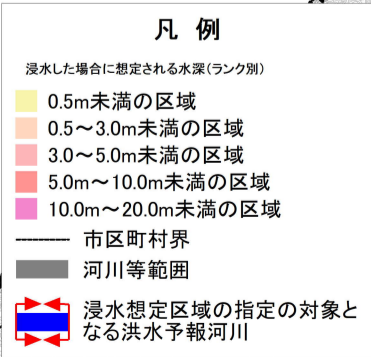 凡 例
浸水した場合に想定される水深(ランク別)
0.5m未満の区域
0.5～3.0m未満の区域
3.0～5.0m未満の区域
5.0m～10.0m未満の区域
10.0m～20.0m未満の区域
市区町村界
河川等範囲
浸水想定区域の指定の対象と
なる洪水予報河川